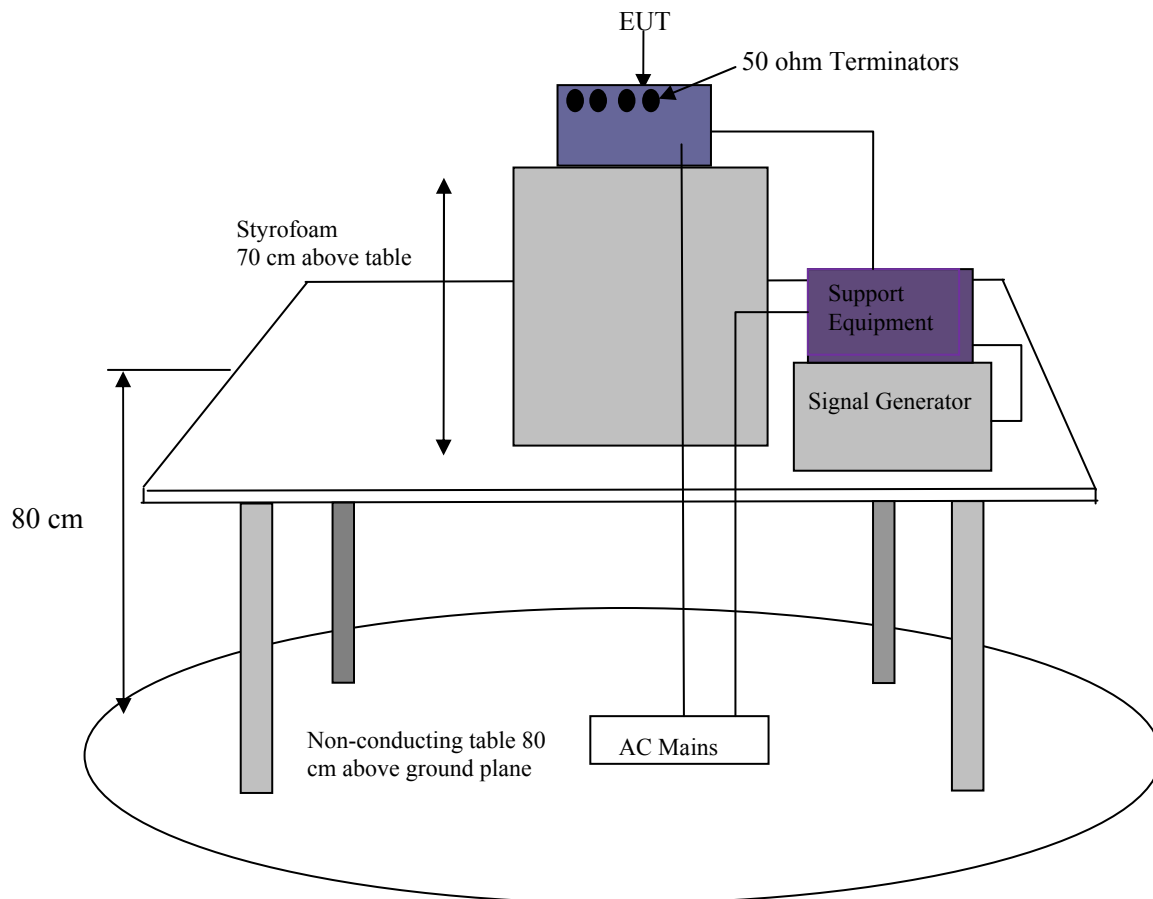 EUT
50 ohm Terminators
Styrofoam
70 cm above table
Support
Equipment
Signal Generator
80 cm
Non-conducting table 80
cm above ground plane
AC Mains